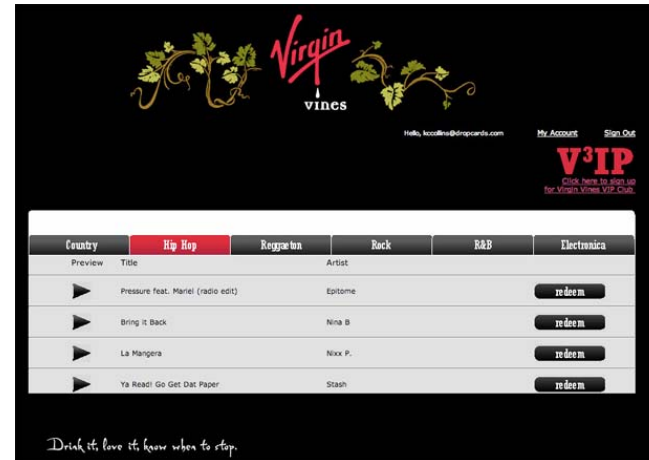 Virgin
vines
Hello, kccollins@dropcards.com My Account Sign Out
V³IP
Click here to sign up
for Virgin Vines VIP Club
Country Hip Hop Reggaeton Rock R&B Electronica
Preview Title Artist
Pressure feat. Mariel (radio edit) Epitome redeem
Bring it Back Nina B redeem
La Mangera Nixx P. redeem
Ya Read! Go Get Dat Paper Stash redeem
Drink it, love it, know when to stop.